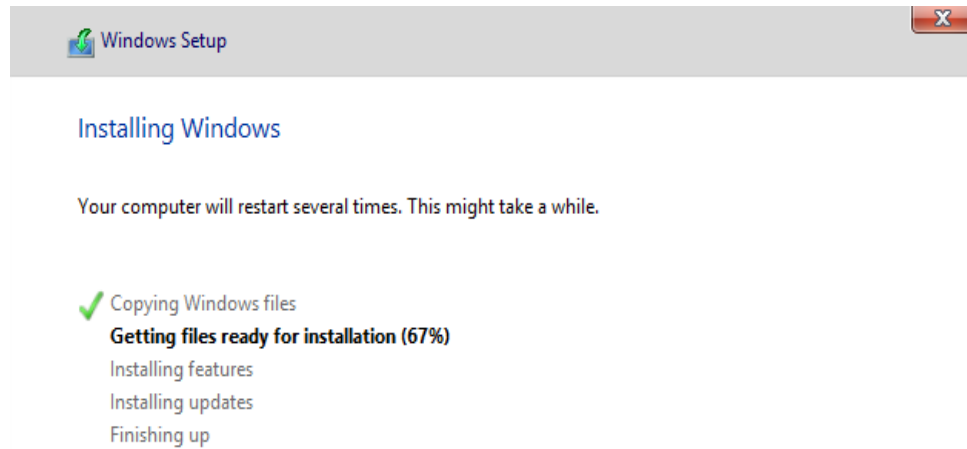 Windows Setup
Installing Windows
Your computer will restart several times. This might take a while.
Copying Windows files
Getting files ready for installation (67%)
Installing features
Installing updates
Finishing up